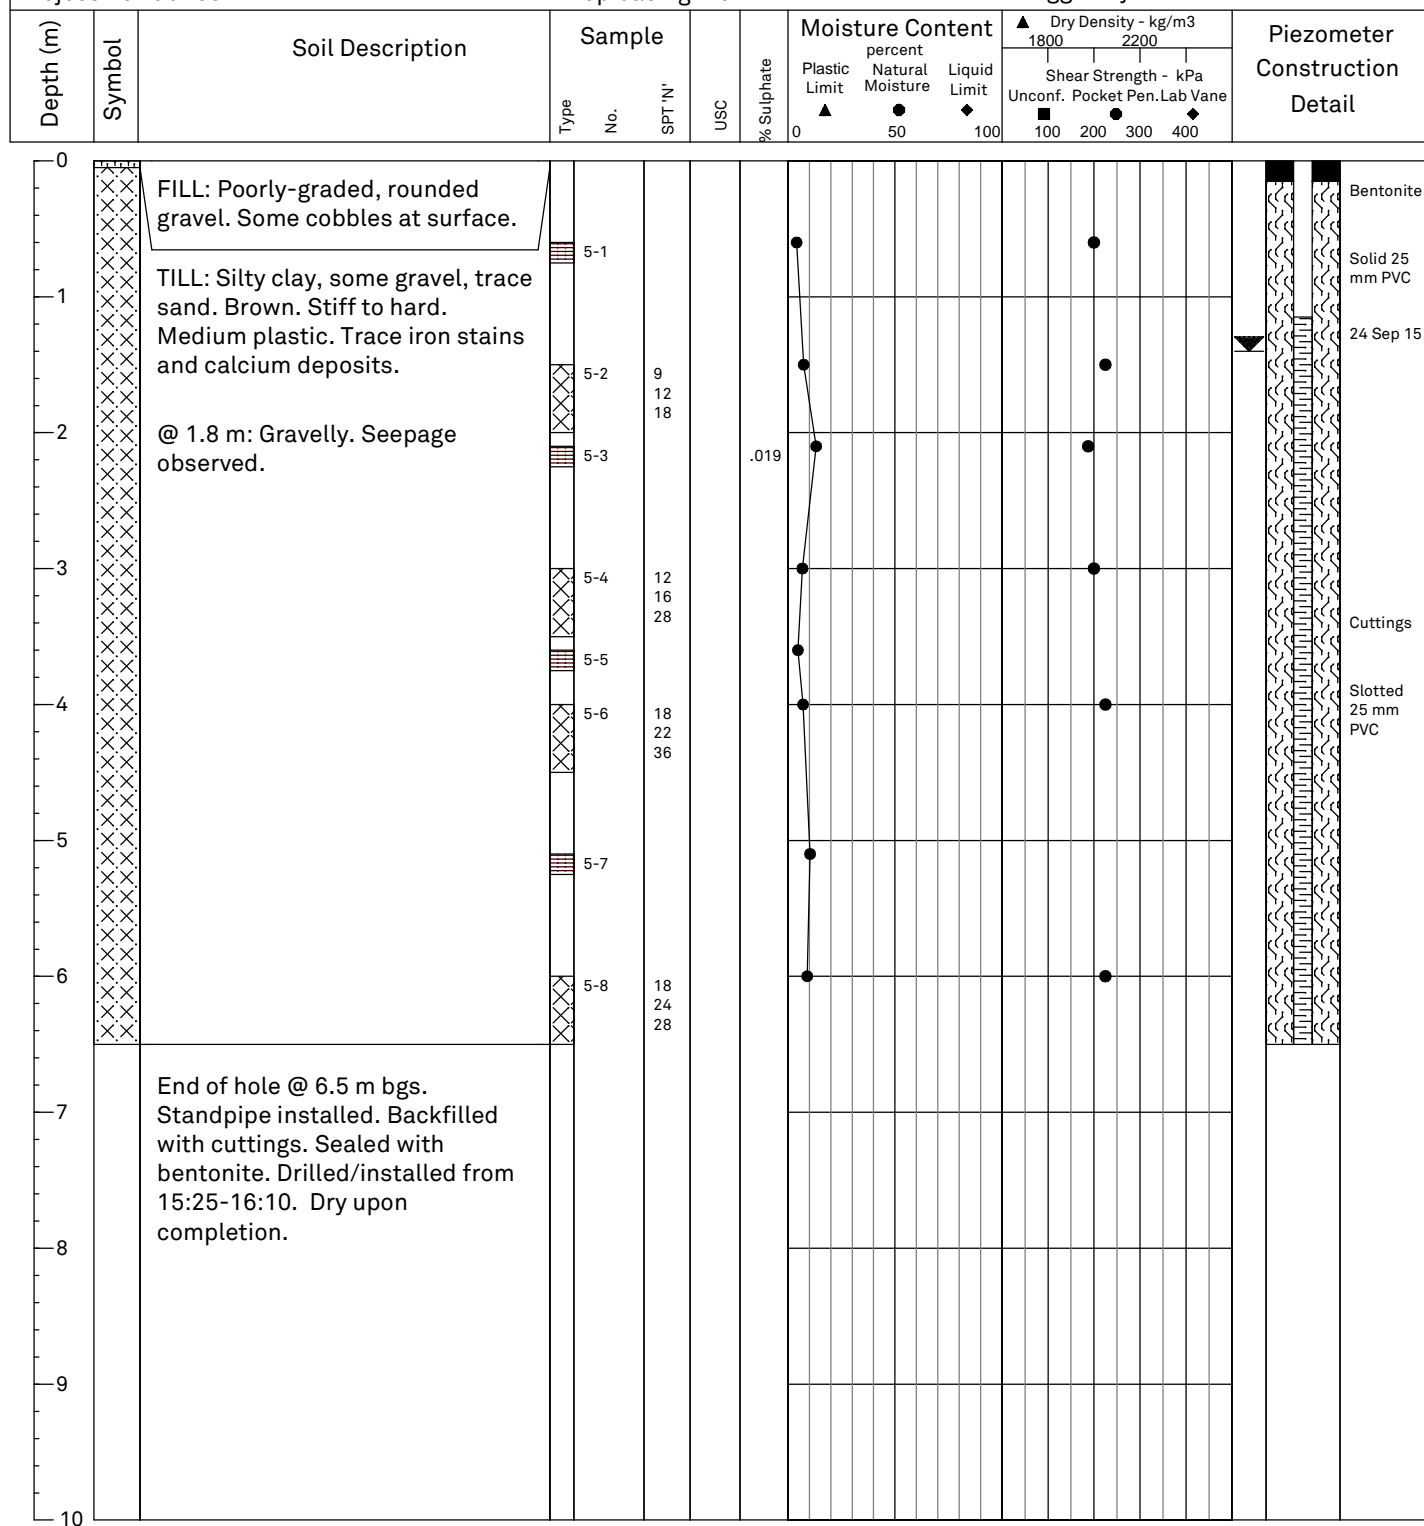 Depth (m)
Symbol
Soil Description
Sample
Type
No.
SPT 'N'
USC
% Sulphate
Moisture Content
percent
Plastic Limit
Natural Moisture
Liquid Limit
0 50 100
Dry Density - kg/m3
1800 2200
Shear Strength - kPa
Unconf. Pocket Pen. Lab Vane
100 200 300 400
Piezometer
Construction
Detail
0
FILL: Poorly-graded, rounded
gravel. Some cobbles at surface.
Bentonite
5-1
Solid 25
mm PVC
TILL: Silty clay, some gravel, trace
sand. Brown. Stiff to hard.
Medium plastic. Trace iron stains
and calcium deposits.
1
24 Sep 15
5-2 9
12
18
2
@ 1.8 m: Gravelly. Seepage
observed.
5-3 .019
3
5-4 12
16
28
Cuttings
5-5
4
Slotted
25 mm
PVC
5-6 18
22
36
5
5-7
6
5-8 18
24
28
End of hole @ 6.5 m bgs.
Standpipe installed. Backfilled
with cuttings. Sealed with
bentonite. Drilled/installed from
15:25-16:10. Dry upon
completion.
7
8
9
10